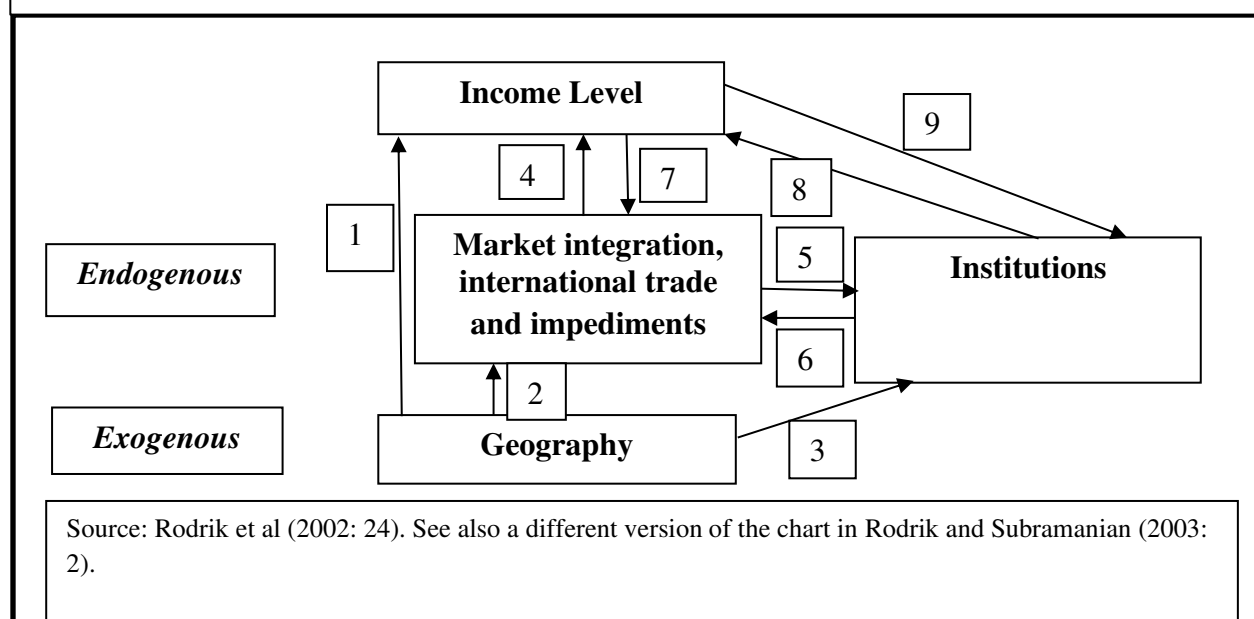 Income Level
9
4
7
8
1
Market integration,
international trade
and impediments
5
Institutions
Endogenous
6
2
Exogenous
Geography
3
Source: Rodrik et al (2002: 24). See also a different version of the chart in Rodrik and Subramanian (2003:
2).